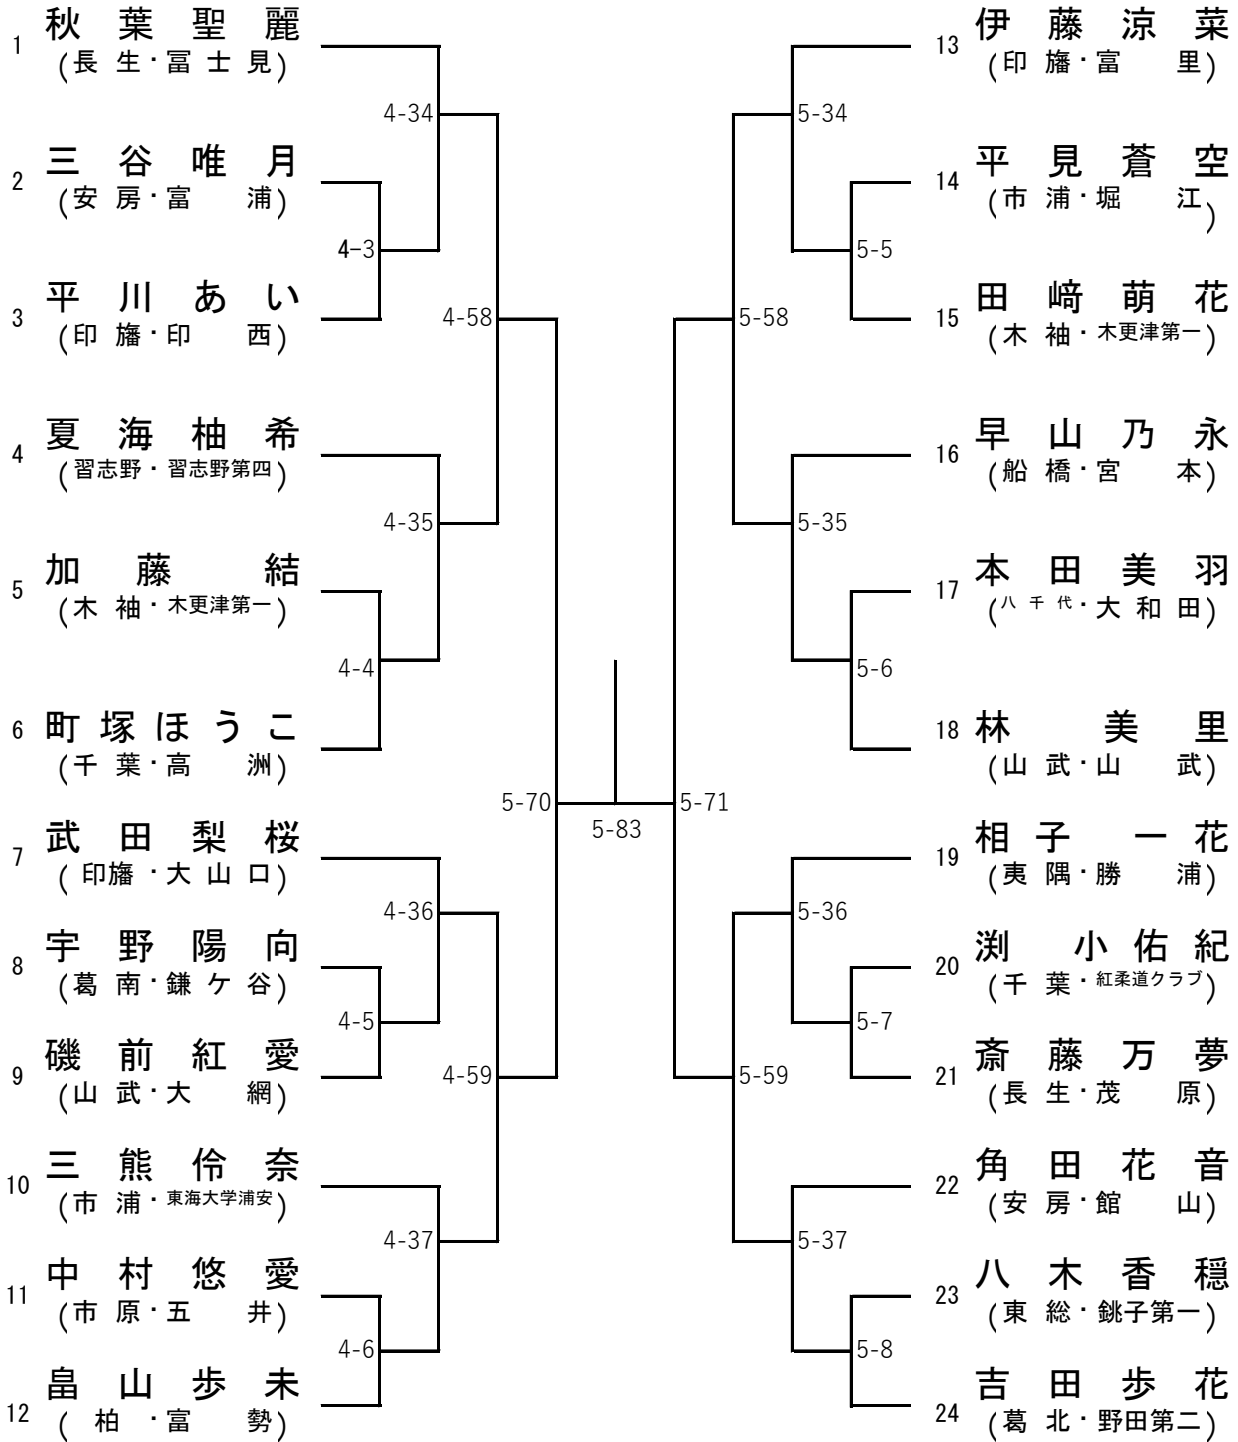 1 秋葉聖麗
(長生・冨士見)
4-34
2 三谷唯月
(安房・富浦)
4-3
3 平川あい
(印旛・印西)
4-58
4 夏海柚希
(習志野・習志野第四)
4-35
5 加藤結
(木袖・木更津第一)
4-4
6 町塚ほうこ
(千葉・高洲)
5-70
7 武田梨桜
(印旛・大山口)
4-36
8 宇野陽向
(葛南・鎌ケ谷)
4-5
9 磯前紅愛
(山武・大網)
4-59
10 三熊伶奈
(市浦・東海大学浦安)
4-37
11 中村悠愛
(市原・五井)
4-6
12 畠山歩未
(柏・富勢)
5-83
13 伊藤涼菜
(印旛・富里)
5-34
14 平見蒼空
(市浦・堀江)
5-5
15 田﨑萌花
(木袖・木更津第一)
5-58
16 早山乃永
(船橋・宮本)
5-35
17 本田美羽
(八千代・大和田)
5-6
18 林美里
(山武・山武)
5-71
19 相子一花
(夷隅・勝浦)
5-36
20 渕小佑紀
(千葉・紅柔道クラブ)
5-7
21 斎藤万夢
(長生・茂原)
5-59
22 角田花音
(安房・館山)
5-37
23 八木香穏
(東総・銚子第一)
5-8
24 吉田歩花
(葛北・野田第二)